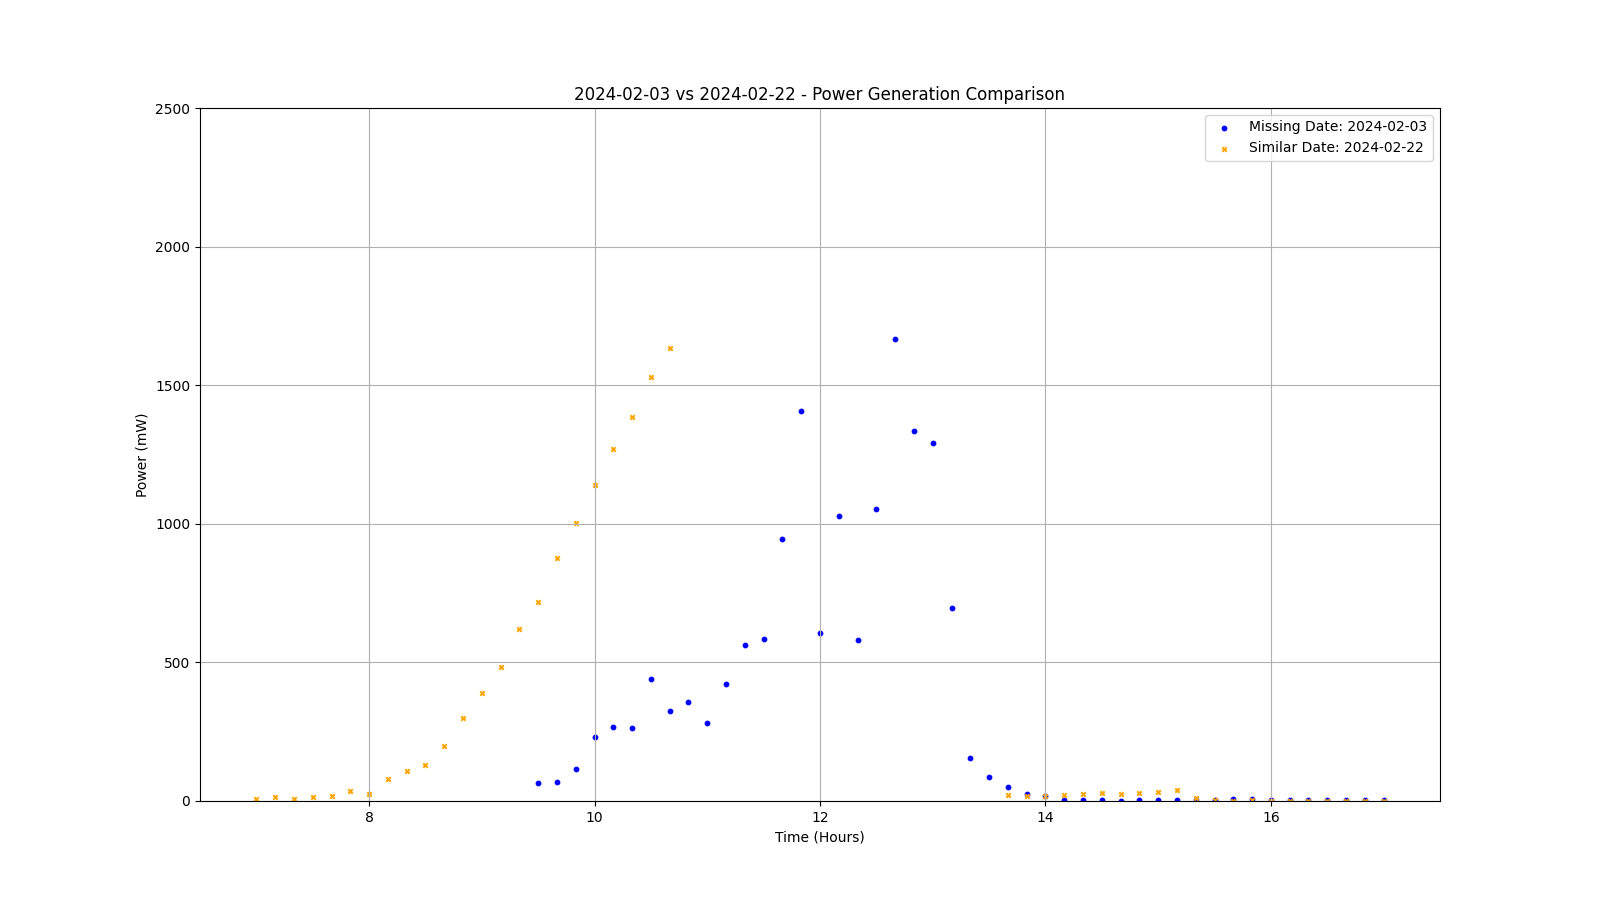 2024-02-03 vs 2024-02-22 - Power Generation Comparison
Missing Date: 2024-02-03
Similar Date: 2024-02-22
2500
2000
1500
1000
500
0
Power (mW)
8 10 12 14 16
Time (Hours)